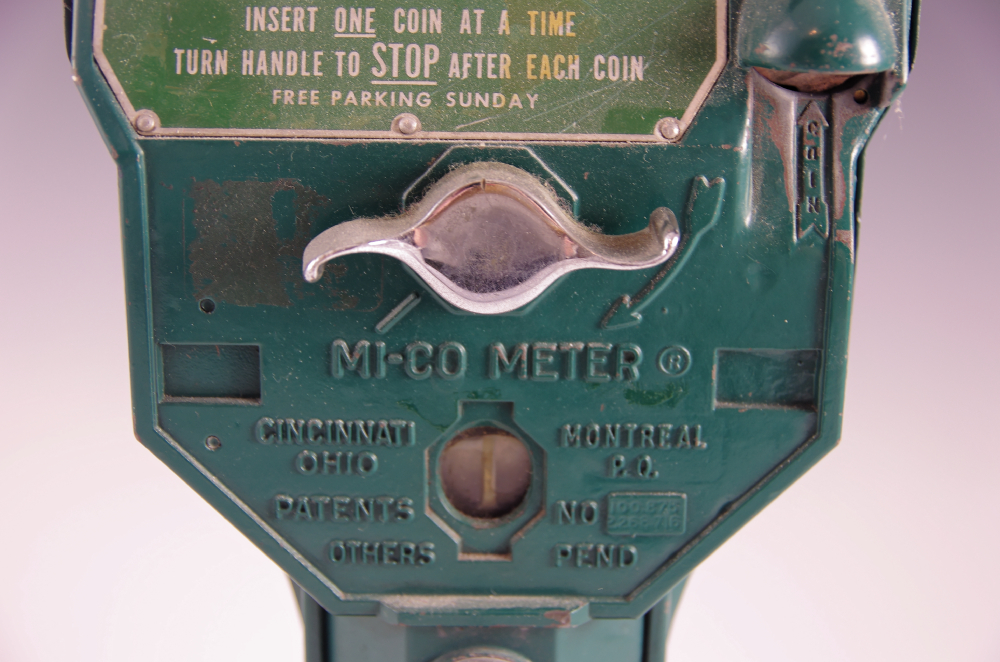 INSERT ONE COIN AT A TIME
TURN HANDLE TO STOP AFTER EACH COIN
FREE PARKING SUNDAY
COIN
MI-CO METER ®
CINCINNATI
OHIO
MONTREAL
P.Q.
PATENTS
NO
OTHERS
PEND